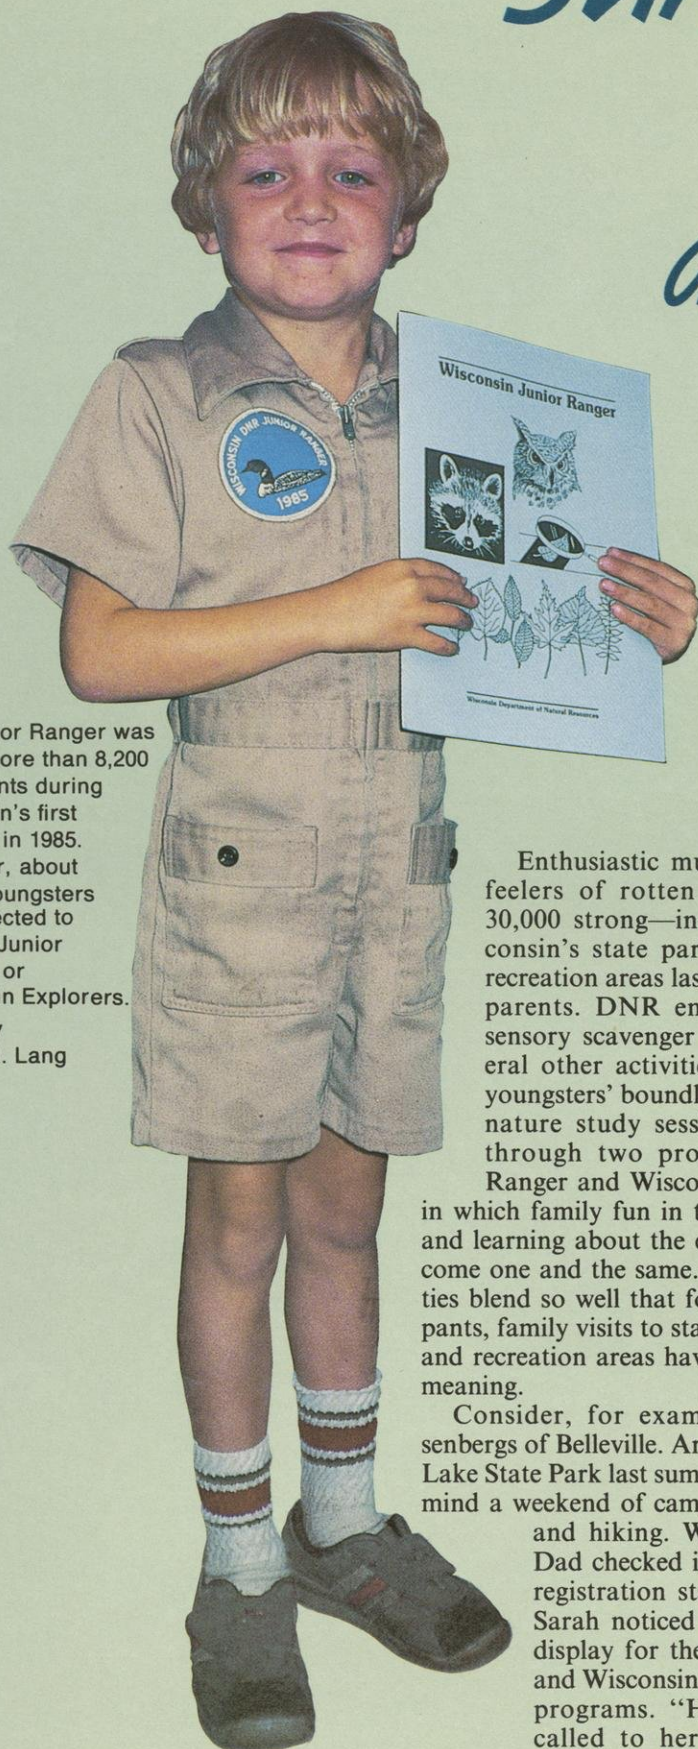 WISCONSIN DNR JUNIOR RANGER
1985
Wisconsin Junior Ranger
Wisconsin Department of Natural Resources
or Ranger was
ore than 8,200
nts during
n's first
in 1985.
r, about
oungsters
cted to
Junior
or
n Explorers.
. Lang
Enthusiastic mu
feelers of rotten
30,000 strong—in
consin's state par
recreation areas las
parents. DNR en
sensory scavenger
eral other activiti
youngsters' boundl
nature study sess
through two pro
Ranger and Wisco
in which family fun in t
and learning about the
come one and the same.
ties blend so well that fo
pants, family visits to sta
and recreation areas hav
meaning.
Consider, for exam
senbergs of Belleville. Ar
Lake State Park last sum
mind a weekend of cam
and hiking. W
Dad checked i
registration st
Sarah noticed
display for the
and Wisconsin
programs. “H
called to her